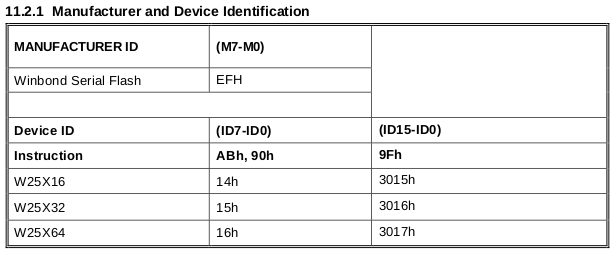 11.2.1 Manufacturer and Device Identification
MANUFACTURER ID (M7-M0)
Winbond Serial Flash EFH
Device ID (ID7-ID0) (ID15-ID0)
Instruction ABh, 90h 9Fh
W25X16 14h 3015h
W25X32 15h 3016h
W25X64 16h 3017h